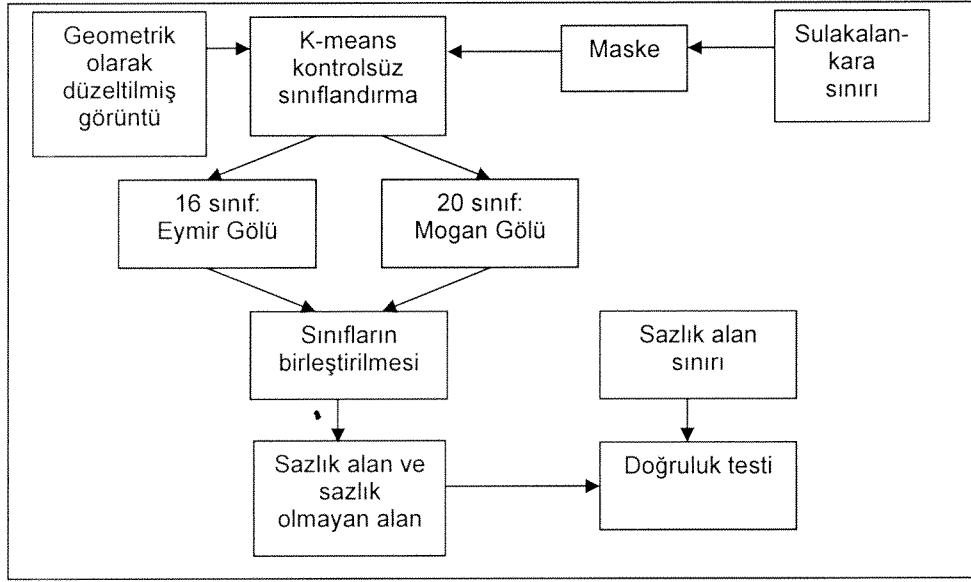 Geometrik
olarak
düzeltilmiş
görüntü
K-means
kontrolsüz
sınıflandırma
Maske
Sulakalan-
kara
sınırı
16 sınıf:
Eymir Gölü
20 sınıf:
Mogan Gölü
Sınıfların
birleştirilmesi
Sazlık alan
sınırı
Sazlık alan ve
sazlık
olmayan alan
Doğruluk testi